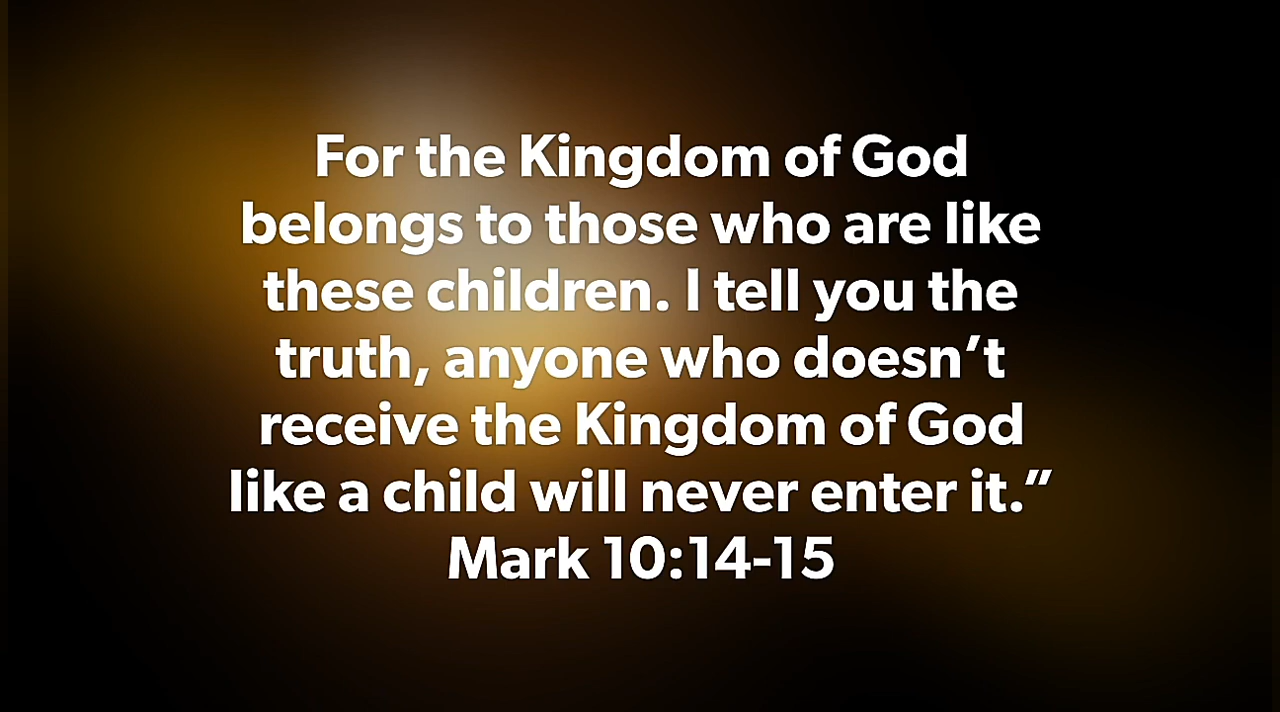 For the Kingdom of God
belongs to those who are like
these children. I tell you the
truth, anyone who doesn’t
receive the Kingdom of God
like a child will never enter it.”
Mark 10:14-15